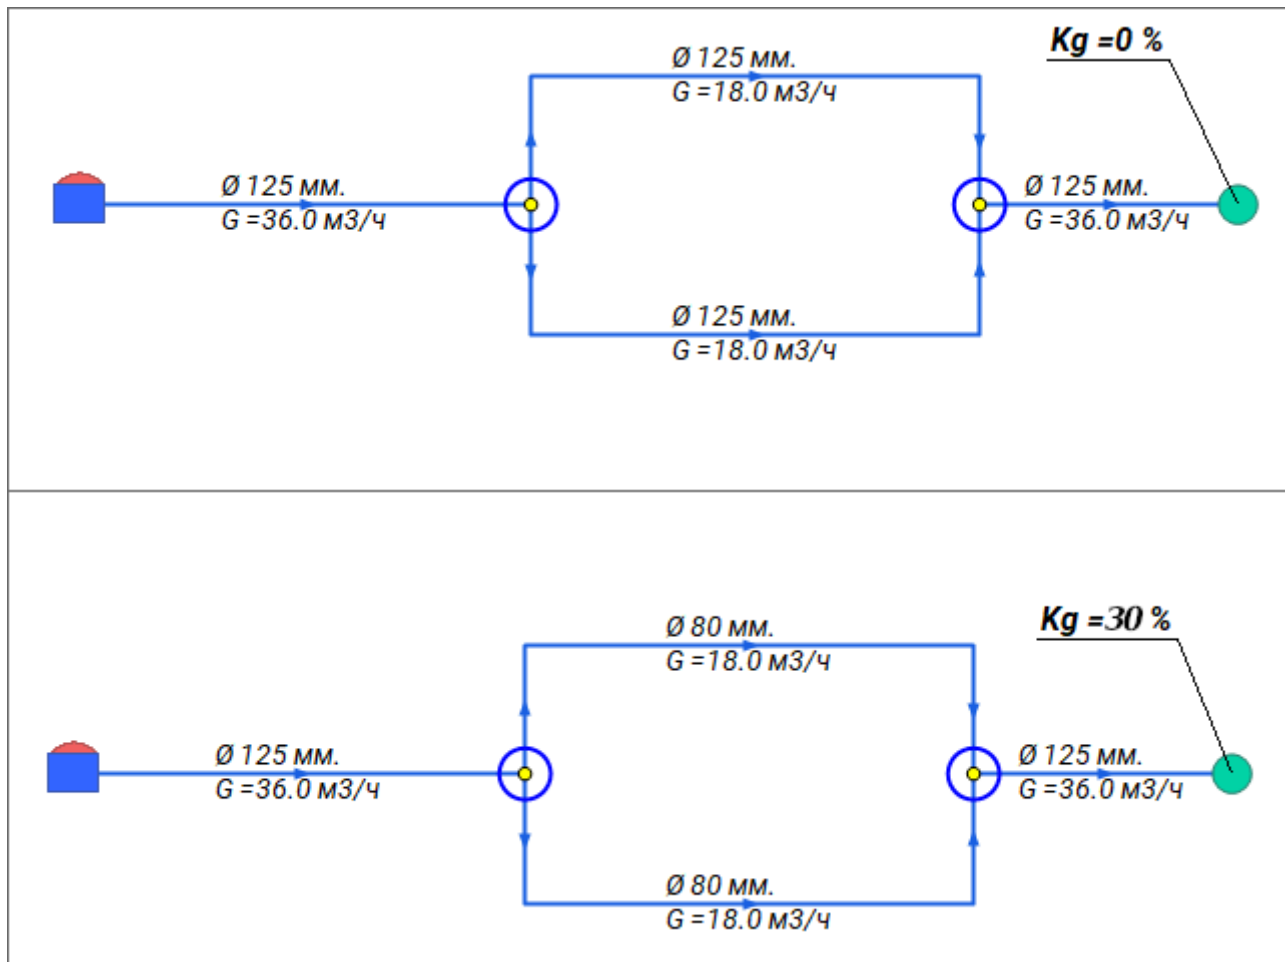 Kg =0 %
Ø 125 мм.
G =18.0 м3/ч
Ø 125 мм.
G =36.0 м3/ч
Ø 125 мм.
G =36.0 м3/ч
Ø 125 мм.
G =18.0 м3/ч
Kg =30 %
Ø 80 мм.
G =18.0 м3/ч
Ø 125 мм.
G =36.0 м3/ч
Ø 125 мм.
G =36.0 м3/ч
Ø 80 мм.
G =18.0 м3/ч